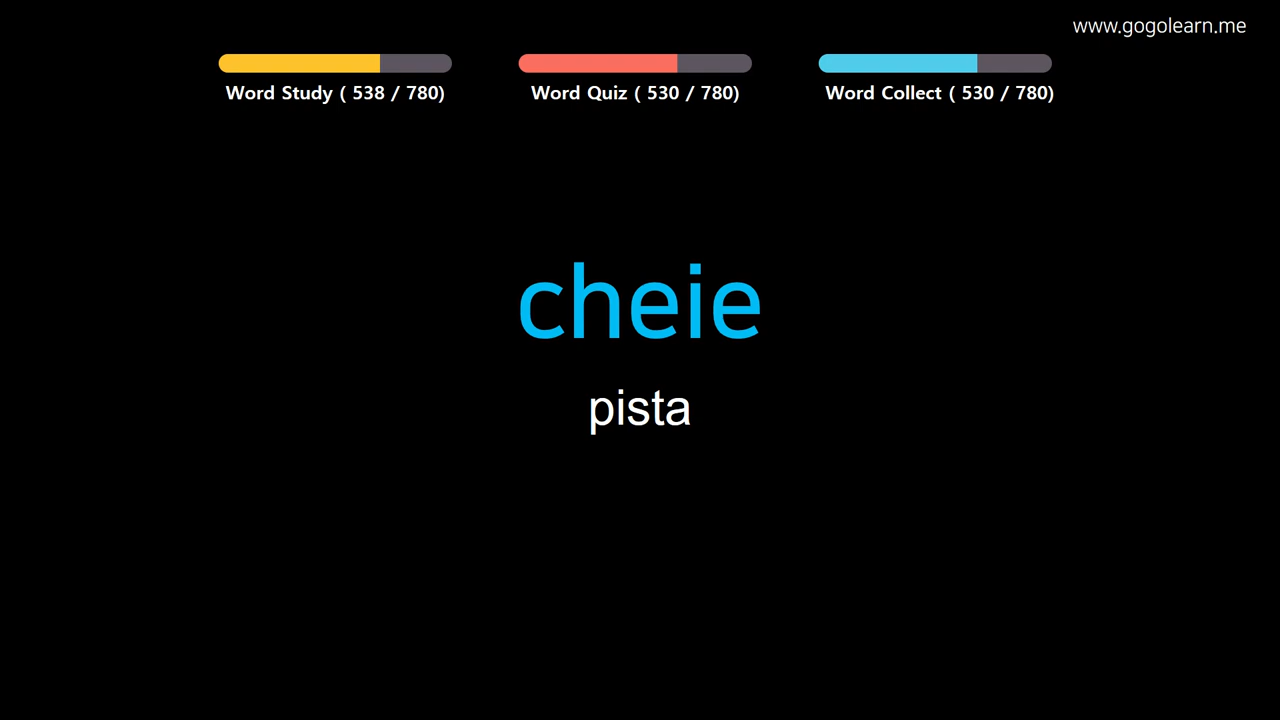 www.gogolearn.me
Word Study ( 538 / 780)
Word Quiz ( 530 / 780)
Word Collect ( 530 / 780)
cheie
pista